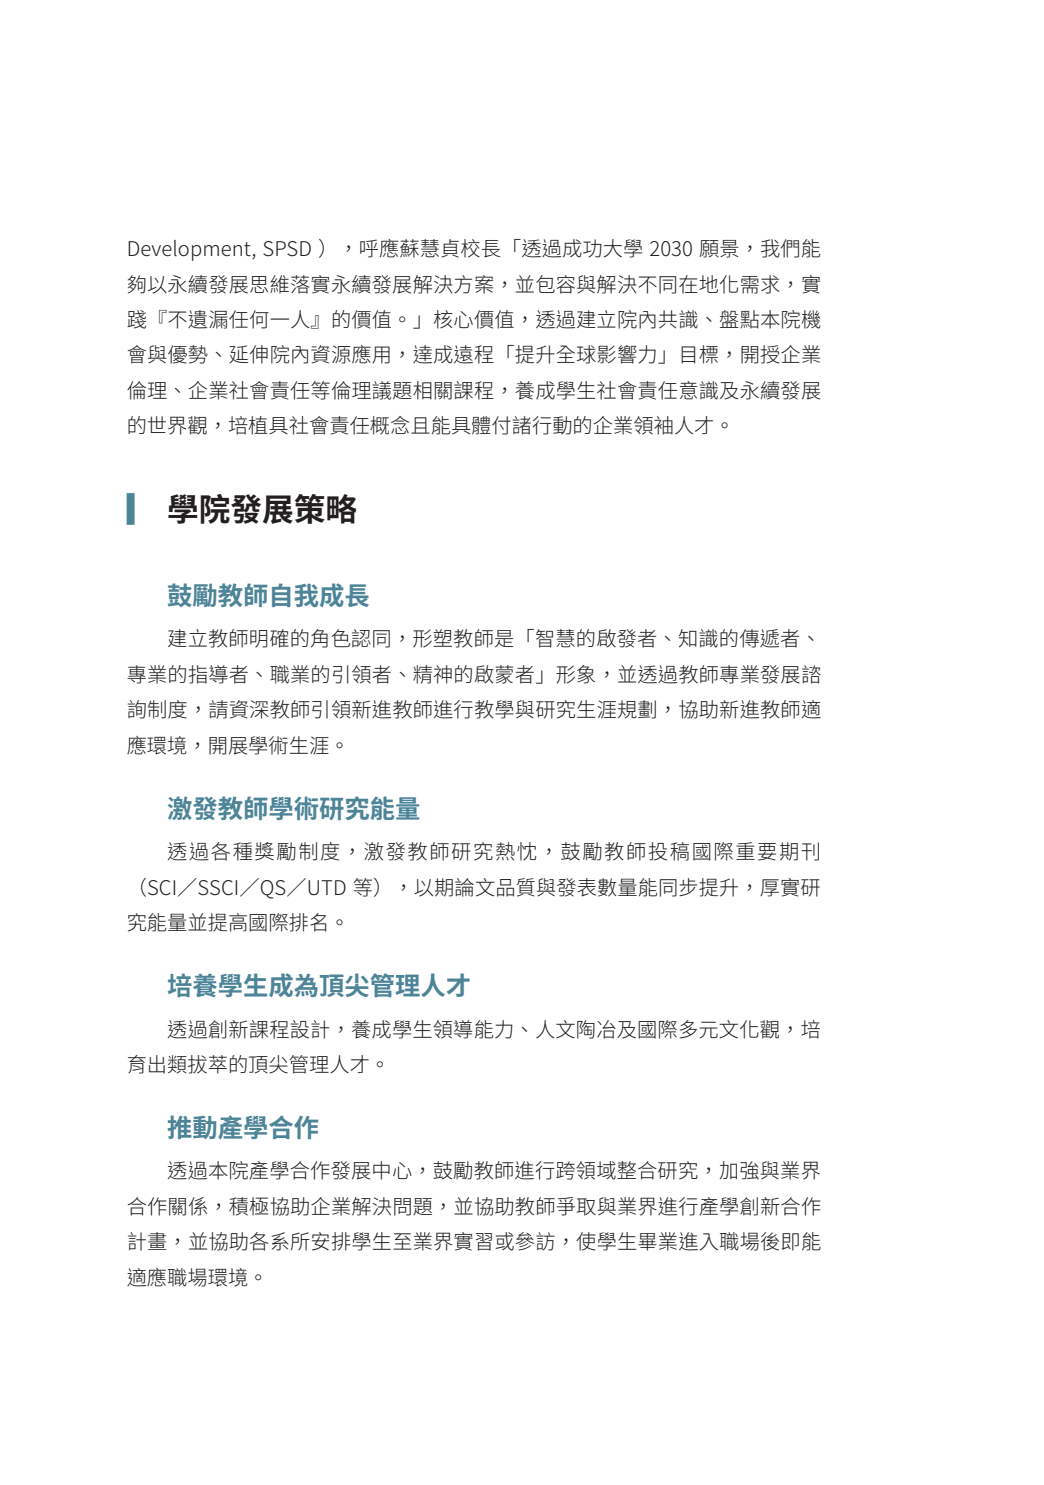 Development, SPSD ），呼應蘇慧貞校長「透過成功大學 2030 願景，我們能
夠以永續發展思維落實永續發展解決方案，並包容與解決不同在地化需求，實
踐『不遺漏任何一人』的價值。」核心價值，透過建立院內共識、盤點本院機
會與優勢、延伸院內資源應用，達成遠程「提升全球影響力」目標，開授企業
倫理、企業社會責任等倫理議題相關課程，養成學生社會責任意識及永續發展
的世界觀，培植具社會責任概念且能具體付諸行動的企業領袖人才。
學院發展策略
鼓勵教師自我成長
建立教師明確的角色認同，形塑教師是「智慧的啟發者、知識的傳遞者、
專業的指導者、職業的引領者、精神的啟蒙者」形象，並透過教師專業發展諮
詢制度，請資深教師引領新進教師進行教學與研究生涯規劃，協助新進教師適
應環境，開展學術生涯。
激發教師學術研究能量
透過各種獎勵制度，激發教師研究熱忱，鼓勵教師投稿國際重要期刊
（SCI／SSCI／QS／UTD 等），以期論文品質與發表數量能同步提升，厚實研
究能量並提高國際排名。
培養學生成為頂尖管理人才
透過創新課程設計，養成學生領導能力、人文陶冶及國際多元文化觀，培
育出類拔萃的頂尖管理人才。
推動產學合作
透過本院產學合作發展中心，鼓勵教師進行跨領域整合研究，加強與業界
合作關係，積極協助企業解決問題，並協助教師爭取與業界進行產學創新合作
計畫，並協助各系所安排學生至業界實習或參訪，使學生畢業進入職場後即能
適應職場環境。